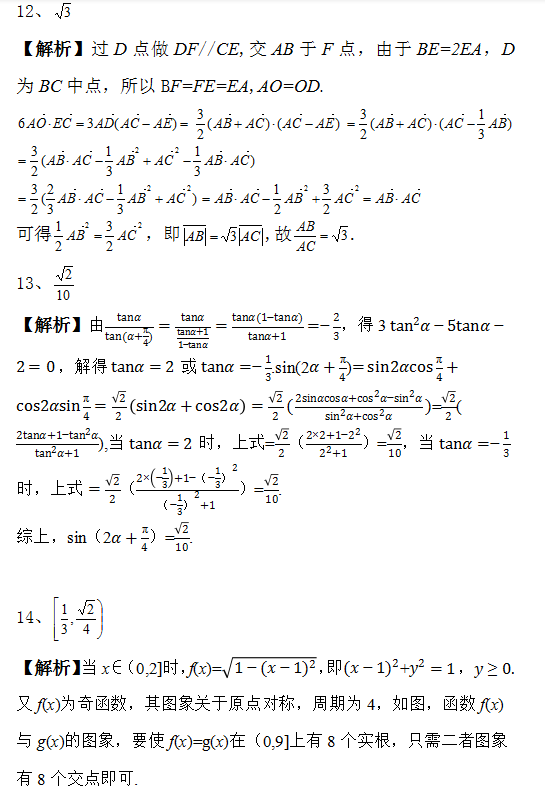 12、√3
【解析】过 D 点做 DF//CE,交 AB 于 F 点，由于 BE=2EA，D
为 BC 中点，所以 BF=FE=EA, AO=OD.
6AO·EC = 3AD(AC − AE) = 3/2(AB + AC)·(AC − AE) = 3/2(AB + AC)·(AC − 1/3 AB)
= 3/2(AB·AC − 1/3 AB² + AC² − 1/3 AB·AC)
= 3/2(2/3 AB·AC − 1/3 AB² + AC²) = AB·AC − 1/2 AB² + 3/2 AC² = AB·AC
可得 1/2 AB² = 3/2 AC²，即|AB| = √3|AC|, 故 AB/AC = √3.
13、√2/10
【解析】由 tanα/tan(α+π/4) = tanα/((tanα+1)/(1−tanα)) = tanα(1−tanα)/(tanα+1) =−2/3，得 3 tan²α − 5tanα −
2 = 0，解得 tanα = 2 或 tanα =−1/3.sin(2α + π/4)= sin2αcosπ/4 +
cos2αsinπ/4 = √2/2 (sin2α + cos2α) = √2/2 ((2sinαcosα+cos²α−sin²α)/(sin²α+cos²α))=√2/2(
(2tanα+1−tan²α)/(tan²α+1)),当 tanα = 2 时，上式=√2/2（(2×2+1−2²)/(2²+1)）=√2/10，当 tanα =−1/3
时，上式 = √2/2（(2×(−1/3)+1−（−1/3）²)/(（−1/3）²+1)）=√2/10.
综上，sin（2α + π/4）=√2/10.
14、[1/3, √2/4)
【解析】当 x∈（0,2]时,f(x)=√(1 − (x − 1)²), 即(x − 1)²+y² = 1，y ≥ 0.
又 f(x)为奇函数，其图象关于原点对称，周期为 4，如图，函数 f(x)
与 g(x)的图象，要使 f(x)=g(x)在（0,9]上有 8 个实根，只需二者图象
有 8 个交点即可.